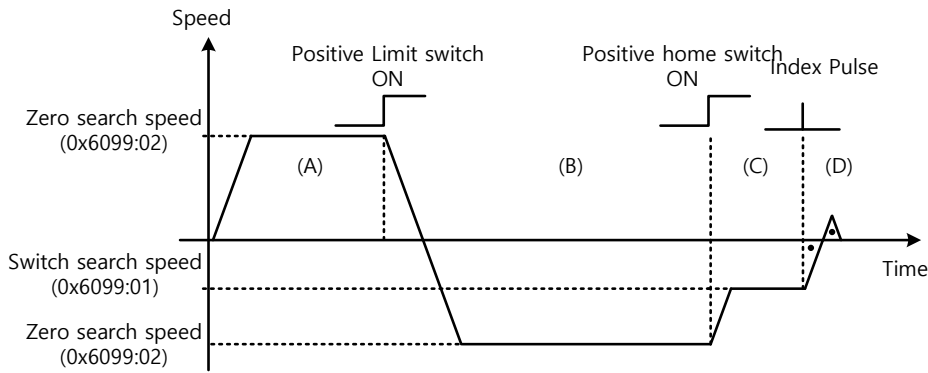 Speed
Positive Limit switch
ON
Positive home switch
ON
Index Pulse
Zero search speed
(0x6099:02)
(A)
(B)
(C)
(D)
Switch search speed
(0x6099:01)
Time
Zero search speed
(0x6099:02)